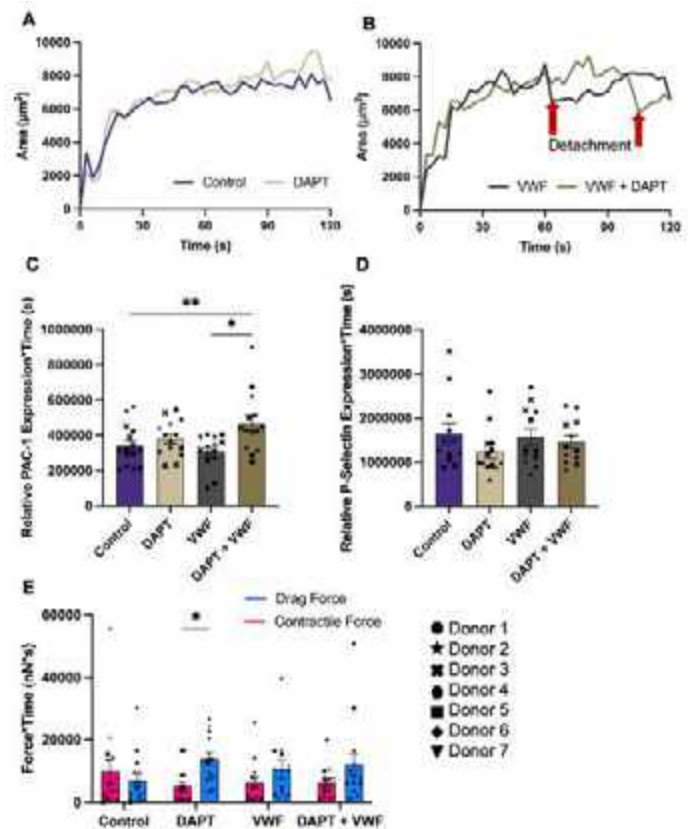 A
Area (µm²)
10000
8000
6000
4000
2000
0
Control
DAPT
0
30
60
90
120
Time (s)
B
Area (µm²)
10000
8000
6000
4000
2000
0
Detachment
VWF
VWF + DAPT
0
30
60
90
120
Time (s)
C
Relative PAC-1 Expression*Time (s)
1000000
800000
600000
400000
200000
0
**
*
Control
DAPT
VWF
DAPT + VWF
D
Relative P-Selectin Expression*Time (s)
4000000
3000000
2000000
1000000
0
Control
DAPT
VWF
DAPT + VWF
E
Force*Time (nN*s)
60000
40000
20000
0
Drag Force
Contractile Force
*
Control
DAPT
VWF
DAPT + VWF
Donor 1
Donor 2
Donor 3
Donor 4
Donor 5
Donor 6
Donor 7